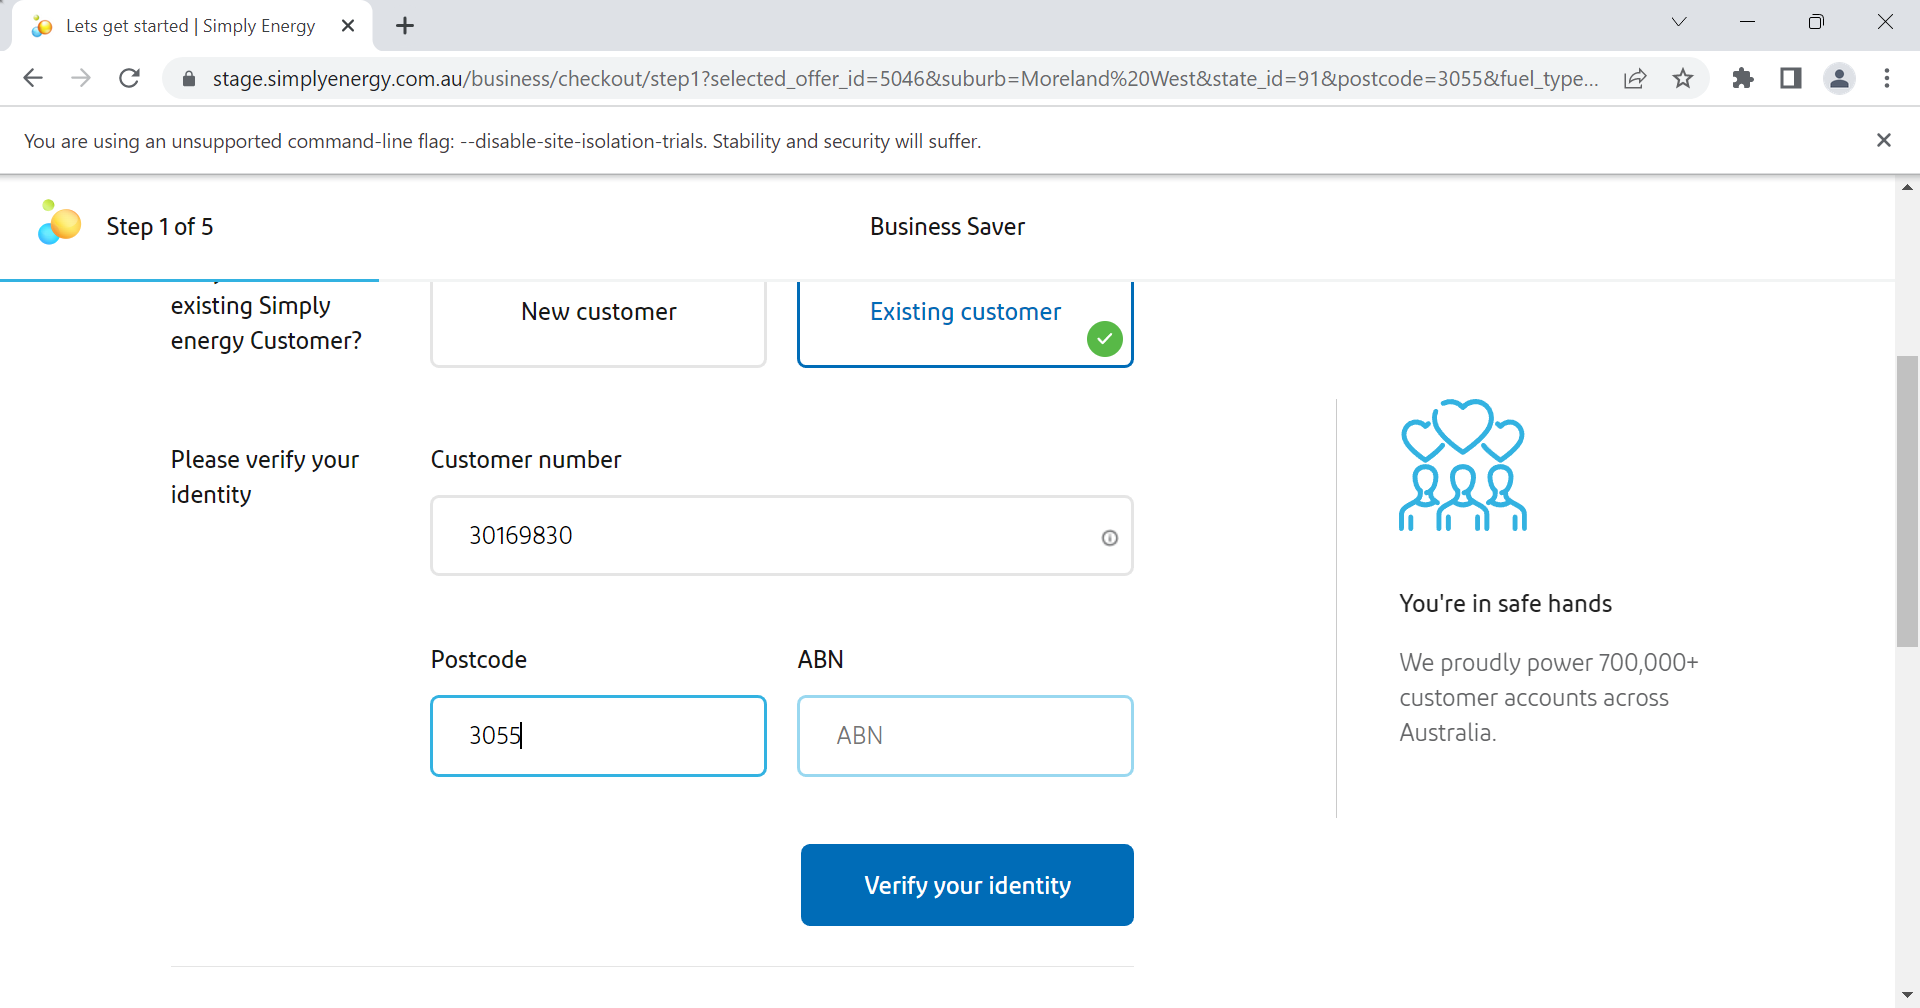 Lets get started | Simply Energy
stage.simplyenergy.com.au/business/checkout/step1?selected_offer_id=5046&suburb=Moreland%20West&state_id=91&postcode=3055&fuel_type...
You are using an unsupported command-line flag: --disable-site-isolation-trials. Stability and security will suffer.
Step 1 of 5
Business Saver
existing Simply
energy Customer?
New customer
Existing customer
Please verify your
identity
Customer number
30169830
Postcode
ABN
3055
ABN
Verify your identity
You're in safe hands
We proudly power 700,000+
customer accounts across
Australia.